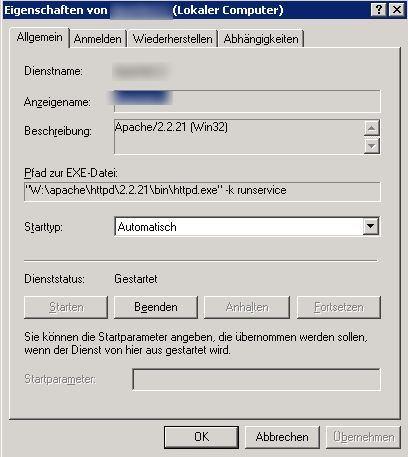 Eigenschaften von (Lokaler Computer)
Allgemein Anmelden Wiederherstellen Abhängigkeiten
Dienstname:
Anzeigename:
Beschreibung: Apache/2.2.21 (Win32)
Pfad zur EXE-Datei:
"W:\apache\httpd\2.2.21\bin\httpd.exe" -k runservice
Starttyp: Automatisch
Dienststatus: Gestartet
Starten Beenden Anhalten Fortsetzen
Sie können die Startparameter angeben, die übernommen werden sollen,
wenn der Dienst von hier aus gestartet wird.
Startparameter:
OK Abbrechen Übernehmen